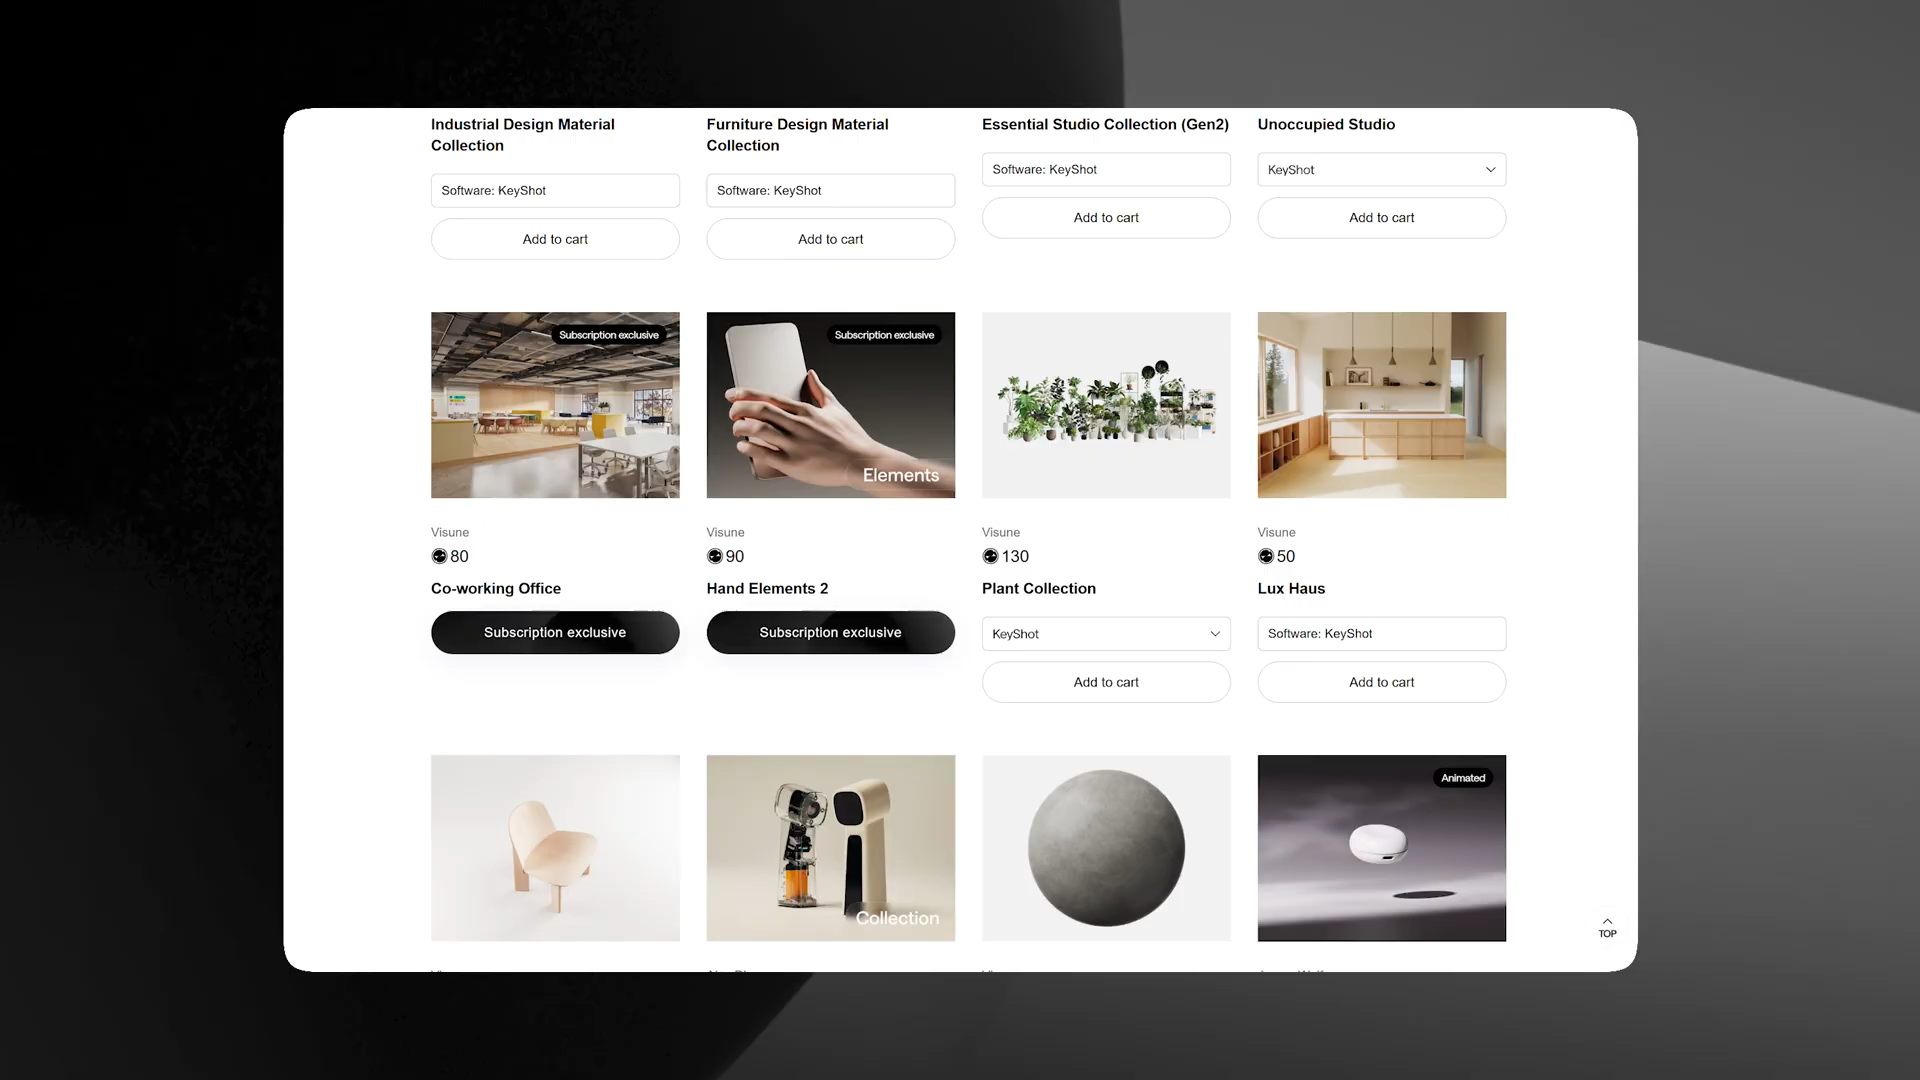 Industrial Design Material
Collection
Software: KeyShot
Add to cart
Furniture Design Material
Collection
Software: KeyShot
Add to cart
Essential Studio Collection (Gen2)
Software: KeyShot
Add to cart
Unoccupied Studio
KeyShot
Add to cart
Subscription exclusive
Visune
80
Co-working Office
Subscription exclusive
Subscription exclusive
Elements
Visune
90
Hand Elements 2
Subscription exclusive
Visune
130
Plant Collection
KeyShot
Add to cart
Visune
50
Lux Haus
Software: KeyShot
Add to cart
Collection
Animated
TOP